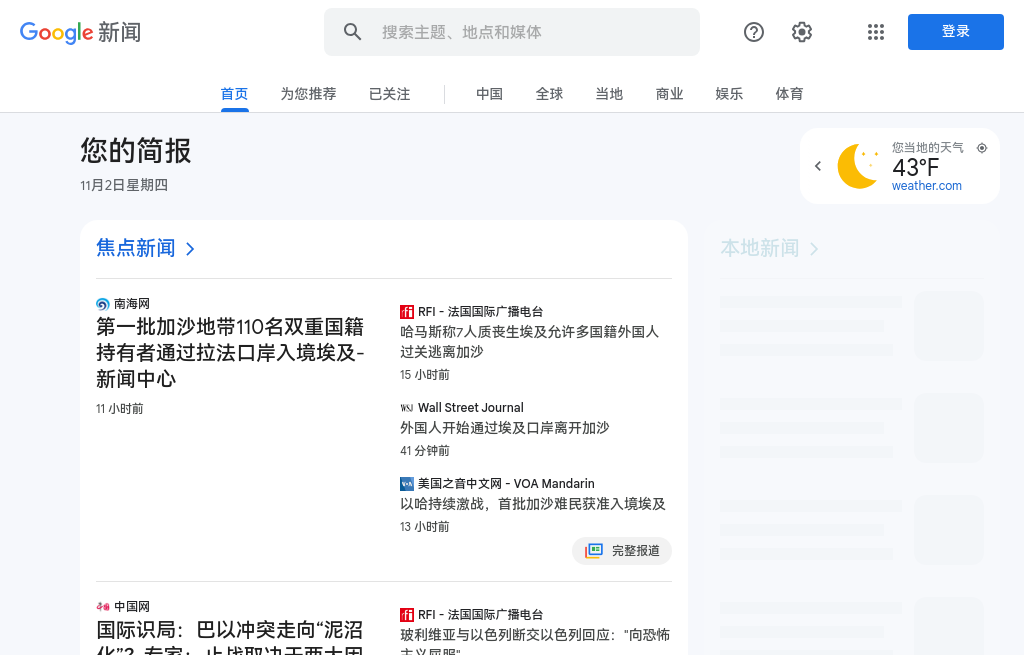 Google 新闻
搜索主题、地点和媒体
登录
首页
为您推荐
已关注
中国
全球
当地
商业
娱乐
体育
您的简报
11月2日星期四
您当地的天气
43°F
weather.com
焦点新闻
南海网
第一批加沙地带110名双重国籍
持有者通过拉法口岸入境埃及-
新闻中心
11 小时前
RFI - 法国国际广播电台
哈马斯称7人质丧生埃及允许多国籍外国人
过关逃离加沙
15 小时前
WSJ Wall Street Journal
外国人开始通过埃及口岸离开加沙
41 分钟前
美国之音中文网 - VOA Mandarin
以哈持续激战，首批加沙难民获准入境埃及
13 小时前
完整报道
中国网
国际识局：巴以冲突走向“泥沼
化”？专家：止战取决于两大因
RFI - 法国国际广播电台
玻利维亚与以色列断交以色列回应："向恐怖
主义屈服"
本地新闻